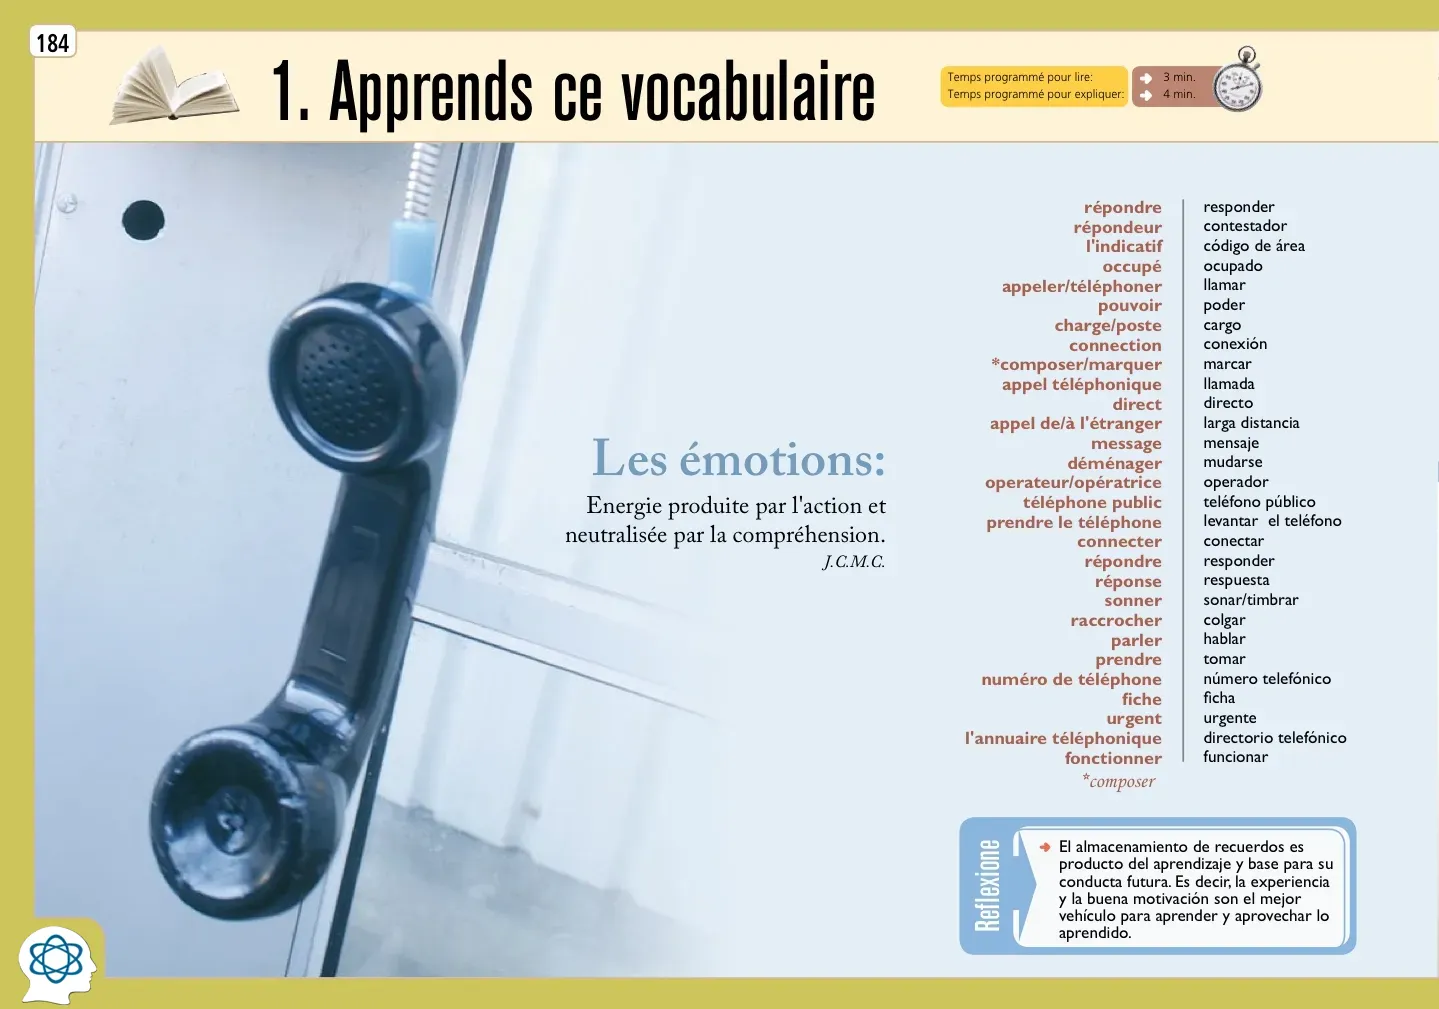 184
1. Apprends ce vocabulaire
Temps programmé pour lire: 3 min.
Temps programmé pour expliquer: 4 min.
Les émotions:
Energie produite par l'action et
neutralisée par la compréhension.
J.C.M.C.
répondre responder
répondeur contestador
l'indicatif código de área
occupé ocupado
appeler/téléphoner llamar
pouvoir poder
charge/poste cargo
connection conexión
*composer/marquer marcar
appel téléphonique llamada
direct directo
appel de/à l'étranger larga distancia
message mensaje
déménager mudarse
operateur/opératrice operador
téléphone public teléfono público
prendre le téléphone levantar el teléfono
connecter conectar
répondre responder
réponse respuesta
sonner sonar/timbrar
raccrocher colgar
parler hablar
prendre tomar
numéro de téléphone número telefónico
fiche ficha
urgent urgente
l'annuaire téléphonique directorio telefónico
fonctionner funcionar
*composer
Reflexione
El almacenamiento de recuerdos es
producto del aprendizaje y base para su
conducta futura. Es decir, la experiencia
y la buena motivación son el mejor
vehículo para aprender y aprovechar lo
aprendido.